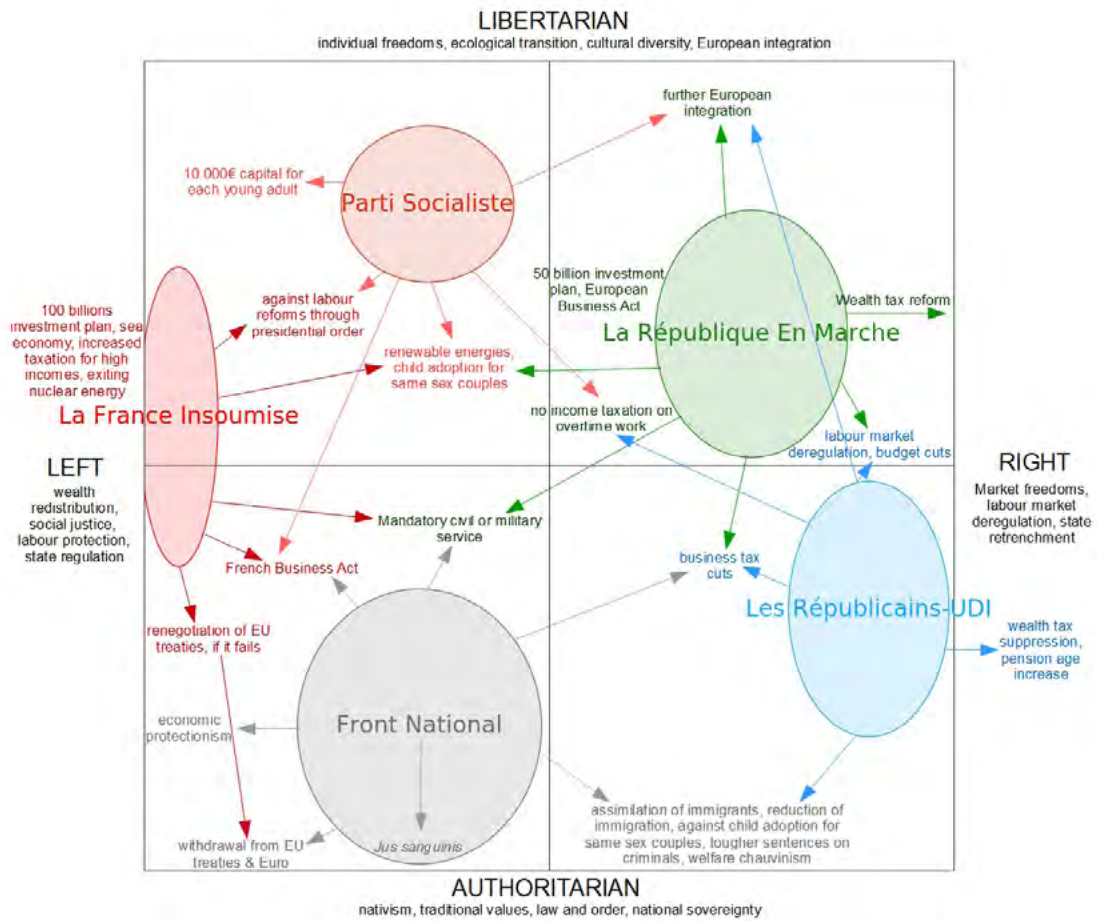 LIBERTARIAN
individual freedoms, ecological transition, cultural diversity, European integration
further European
integration
10 000€ capital for
each young adult
Parti Socialiste
50 billion investment
plan, European
Business Act
Wealth tax reform
La République En Marche
100 billions
investment plan, sea
economy, increased
taxation for high
incomes, exiting
nuclear energy
against labour
reforms through
presidential order
renewable energies,
child adoption for
same sex couples
La France Insoumise
no income taxation on
overtime work
labour market
deregulation, budget cuts
LEFT
wealth
redistribution,
social justice,
labour protection,
state regulation
RIGHT
Market freedoms,
labour market
deregulation, state
retrenchment
Mandatory civil or military
service
French Business Act
business tax
cuts
Les Républicains-UDI
renegotiation of EU
treaties, if it fails
wealth tax
suppression,
pension age
increase
Front National
economic
protectionism
withdrawal from EU
treaties & Euro
Jus sanguinis
assimilation of immigrants, reduction of
immigration, against child adoption for
same sex couples, tougher sentences on
criminals, welfare chauvinism
AUTHORITARIAN
nativism, traditional values, law and order, national sovereignty